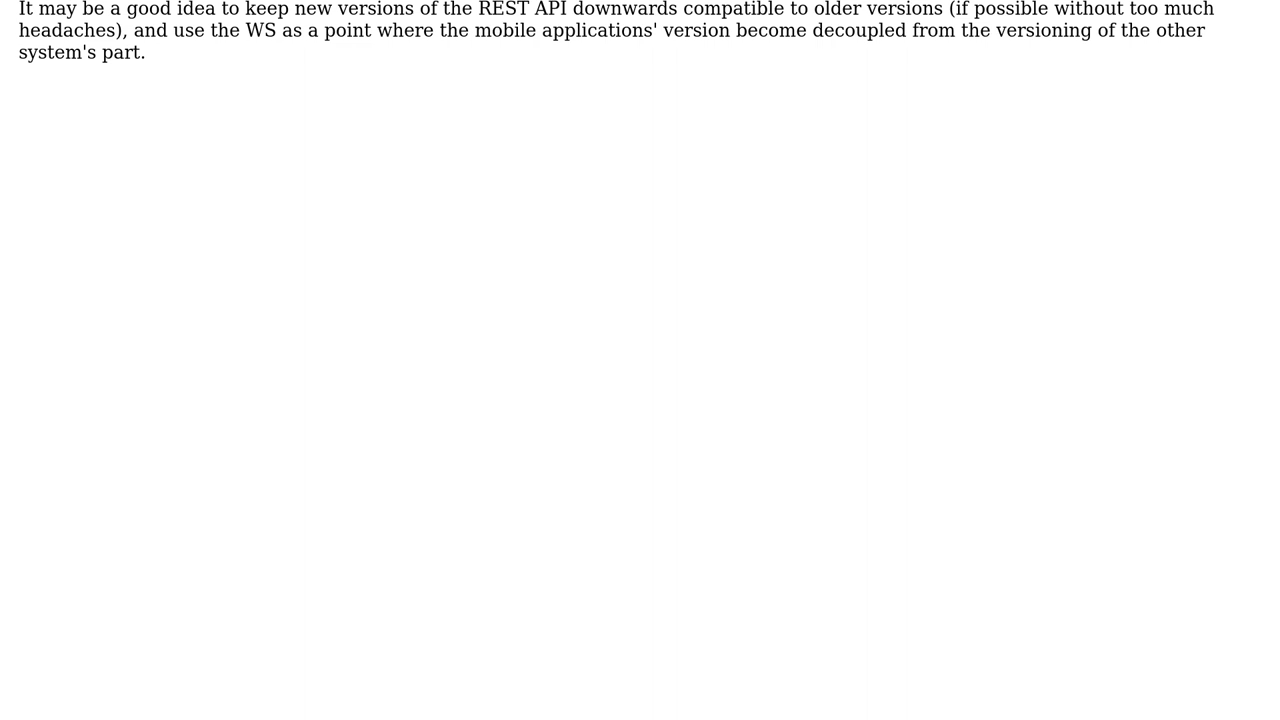 It may be a good idea to keep new versions of the REST API downwards compatible to older versions (if possible without too much
headaches), and use the WS as a point where the mobile applications' version become decoupled from the versioning of the other
system's part.